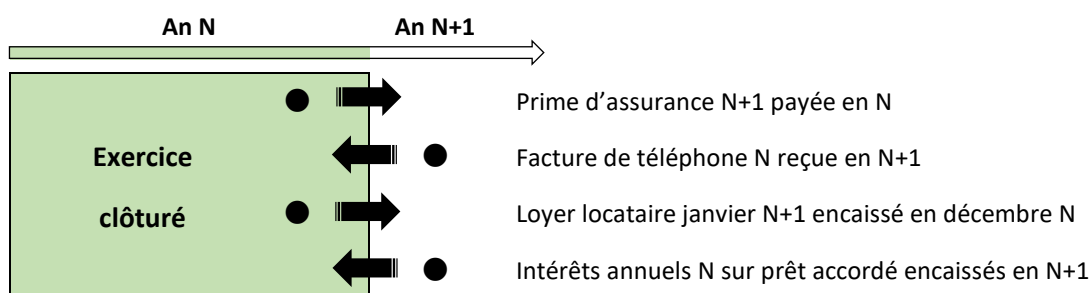 An N
An N+1
Prime d’assurance N+1 payée en N
Exercice
clôturé
Facture de téléphone N reçue en N+1
Loyer locataire janvier N+1 encaissé en décembre N
Intérêts annuels N sur prêt accordé encaissés en N+1